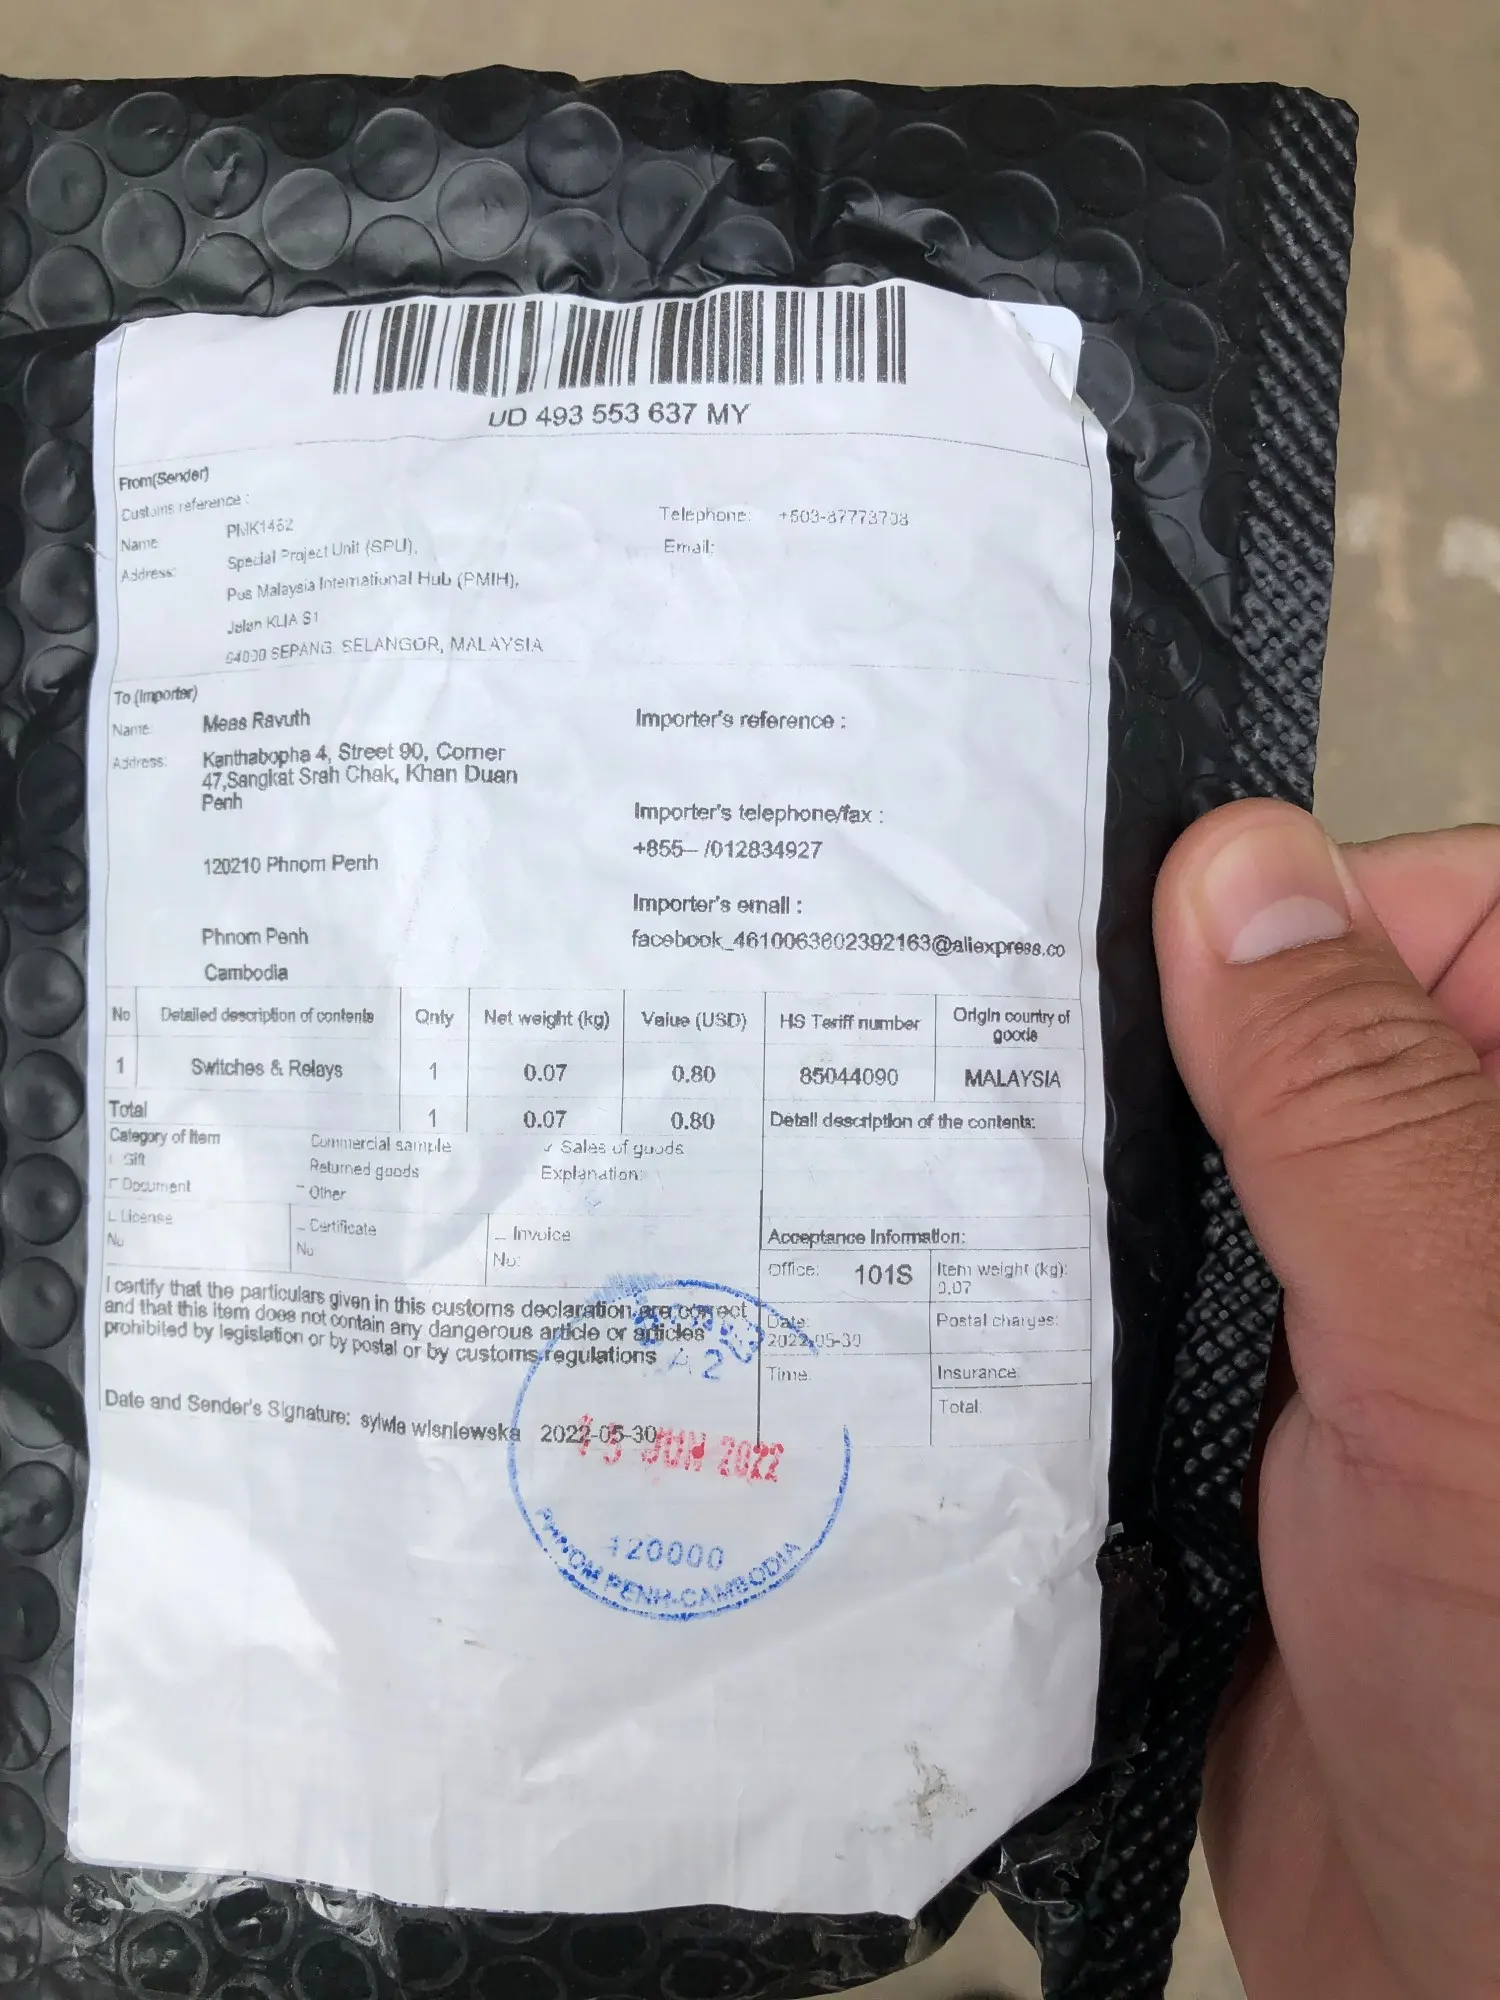 UD 493 553 637 MY
From(Sender)
Customs reference :
Name PMK1462
Address: Special Project Unit (SPU),
Pos Malaysia International Hub (PMIH),
Jalan KLIA S1
64000 SEPANG, SELANGOR, MALAYSIA
Telephone:
Email:
To (Importer)
Name: Meas Ravuth
Address: Kanthabopha 4, Street 90, Corner
47,Sangkat Srah Chak, Khan Duan
Penh
120210 Phnom Penh
Phnom Penh
Cambodia
Importer's reference :
Importer's telephone/fax :
+855-- /012834927
Importer's email :
facebook_4610063602392163@aliexpress.co
No Detailed description of contents Qnty Net weight (kg) Value (USD) HS Tariff number Origin country of goods
1 Switches & Relays 1 0.07 0.80 85044090 MALAYSIA
Total 1 0.07 0.80 Detail description of the contents:
Category of Item Commercial sample ✓ Sales of goods
Gift Returned goods Explanation:
Document Other
License Certificate Invoice
No No No:
Acceptance Information:
Office: 101S Item weight (kg):
0.07
Date: Postal charges:
2022-05-30
Time: Insurance:
Total:
I certify that the particulars given in this customs declaration are correct
and that this item does not contain any dangerous article or articles
prohibited by legislation or by postal or by customs regulations
Date and Sender's Signature: sylwia wisniewska 2022-05-30
A 2
JUN 2022
120000
PHNOM PENH-CAMBODIA